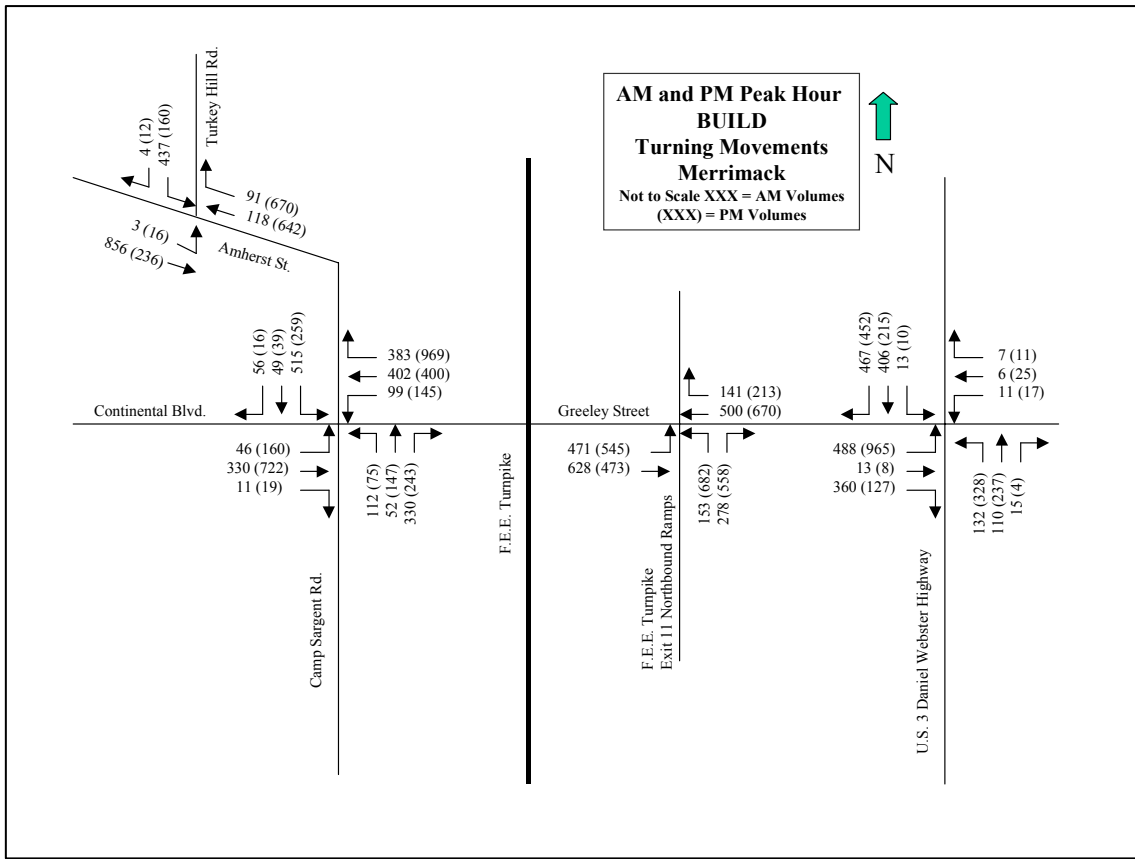 AM and PM Peak Hour
BUILD
Turning Movements
Merrimack
Not to Scale XXX = AM Volumes
(XXX) = PM Volumes
N
Turkey Hill Rd.
4 (12)
437 (160)
91 (670)
118 (642)
3 (16)
856 (236)
Amherst St.
56 (16)
49 (39)
515 (259)
383 (969)
402 (400)
99 (145)
Continental Blvd.
46 (160)
330 (722)
11 (19)
112 (75)
52 (147)
330 (243)
Camp Sargent Rd.
F.E.E. Turnpike
Greeley Street
141 (213)
500 (670)
471 (545)
628 (473)
153 (682)
278 (558)
F.E.E. Turnpike
Exit 11 Northbound Ramps
467 (452)
406 (215)
13 (10)
7 (11)
6 (25)
11 (17)
488 (965)
13 (8)
360 (127)
132 (328)
110 (237)
15 (4)
U.S. 3 Daniel Webster Highway